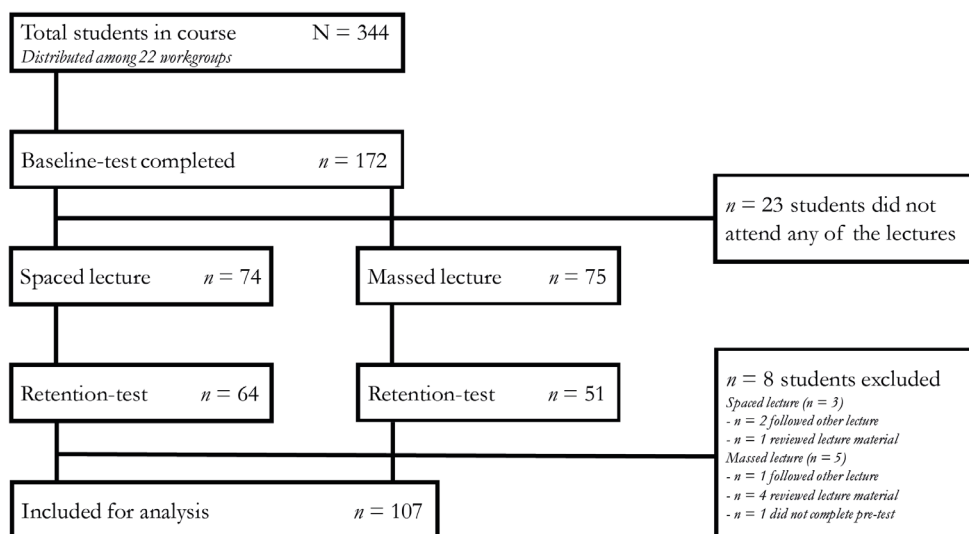 Total students in course N = 344
Distributed among 22 workgroups
Baseline-test completed n = 172
n = 23 students did not
attend any of the lectures
Spaced lecture n = 74
Massed lecture n = 75
Retention-test n = 64
Retention-test n = 51
n = 8 students excluded
Spaced lecture (n = 3)
- n = 2 followed other lecture
- n = 1 reviewed lecture material
Massed lecture (n = 5)
- n = 1 followed other lecture
- n = 4 reviewed lecture material
- n = 1 did not complete pre-test
Included for analysis n = 107